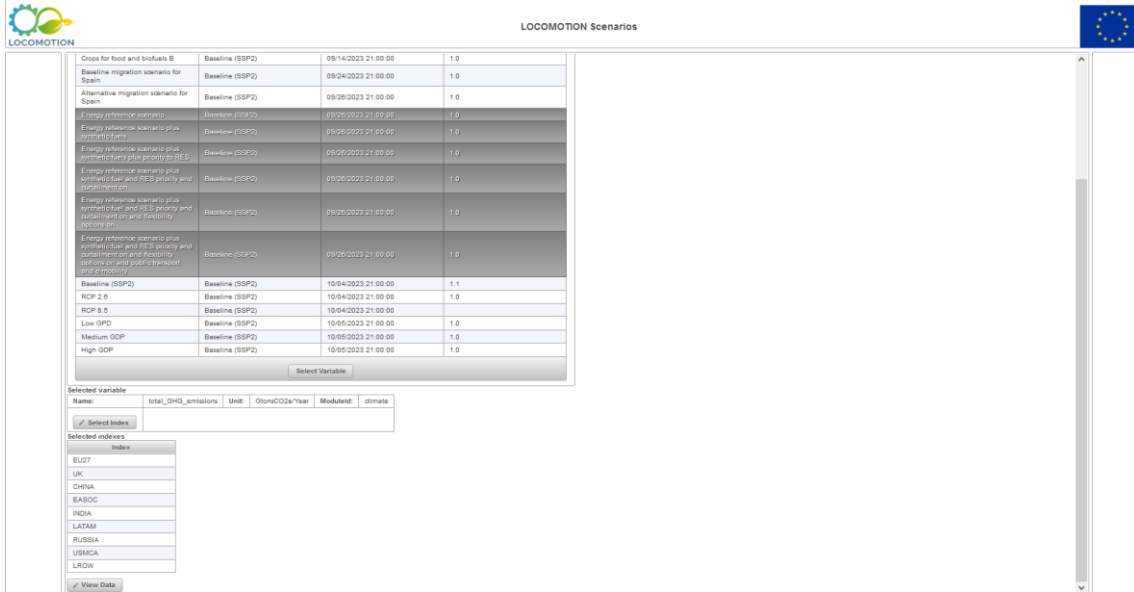 LOCOMOTION
LOCOMOTION Scenarios
Crops for food and biofuels B Baseline (SSP2) 09/14/2023 21:00:00 1.0
Baseline migration scenario for
Spain Baseline (SSP2) 09/24/2023 21:00:00 1.0
Alternative migration scenario for
Spain Baseline (SSP2) 09/26/2023 21:00:00 1.0
Energy reference scenario Baseline (SSP2) 09/26/2023 21:00:00 1.0
Energy reference scenario plus
synthetic fuels Baseline (SSP2) 09/26/2023 21:00:00 1.0
Energy reference scenario plus
synthetic fuels plus priority to RES Baseline (SSP2) 09/26/2023 21:00:00 1.0
Energy reference scenario plus
synthetic fuel and RES priority and
curtailment on Baseline (SSP2) 09/26/2023 21:00:00 1.0
Energy reference scenario plus
synthetic fuel and RES priority and
curtailment on and flexibility
options on Baseline (SSP2) 09/26/2023 21:00:00 1.0
Energy reference scenario plus
synthetic fuel and RES priority and
curtailment on and flexibility
options on and public transport
and e-mobility Baseline (SSP2) 09/26/2023 21:00:00 1.0
Baseline (SSP2) Baseline (SSP2) 10/04/2023 21:00:00 1.1
RCP 2.6 Baseline (SSP2) 10/04/2023 21:00:00 1.0
RCP 8.5 Baseline (SSP2) 10/04/2023 21:00:00
Low GPD Baseline (SSP2) 10/05/2023 21:00:00 1.0
Medium GDP Baseline (SSP2) 10/05/2023 21:00:00 1.0
High GDP Baseline (SSP2) 10/05/2023 21:00:00 1.0
Select Variable
Selected variable
Name: total_GHG_emissions Unit: GtonsCO2e/Year ModuleId: climate
Select Index
Selected indexes
Index
EU27
UK
CHINA
EASOC
INDIA
LATAM
RUSSIA
USMCA
LROW
View Data